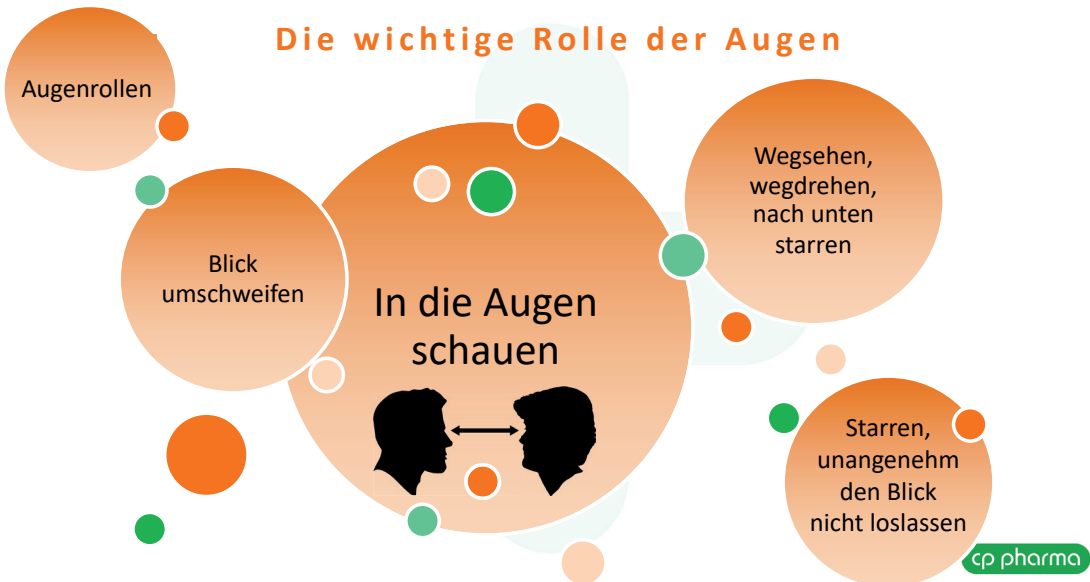 Die wichtige Rolle der Augen
Augenrollen
Blick
umschweifen
In die Augen
schauen
Wegsehen,
wegdrehen,
nach unten
starren
Starren,
unangenehm
den Blick
nicht loslassen
cp pharma